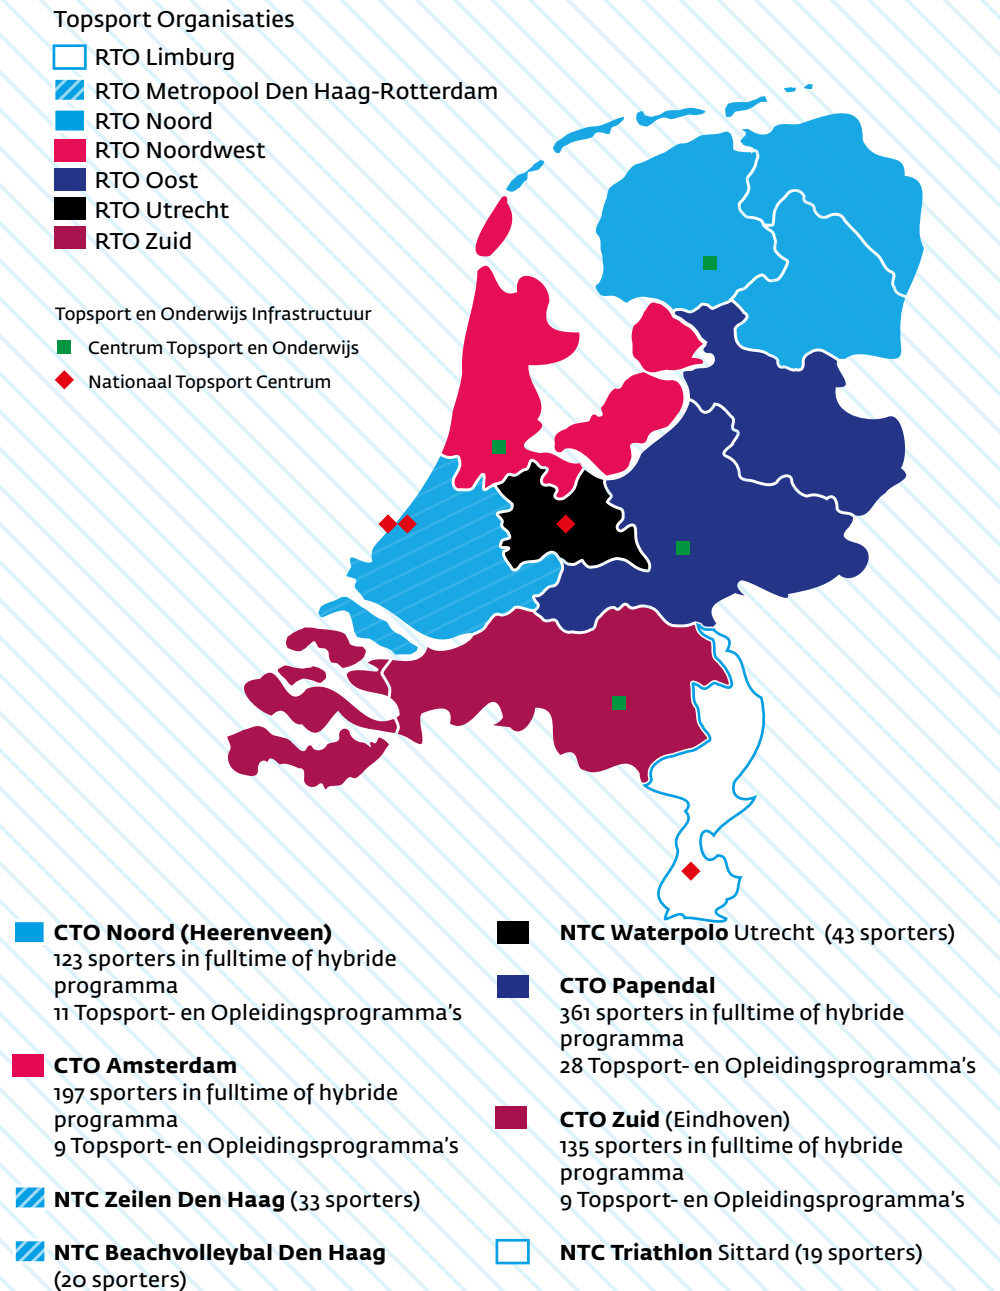 Topsport Organisaties
RTO Limburg
RTO Metropool Den Haag-Rotterdam
RTO Noord
RTO Noordwest
RTO Oost
RTO Utrecht
RTO Zuid
Topsport en Onderwijs Infrastructuur
Centrum Topsport en Onderwijs
Nationaal Topsport Centrum
CTO Noord (Heerenveen)
123 sporters in fulltime of hybride
programma
11 Topsport- en Opleidingsprogramma's
CTO Amsterdam
197 sporters in fulltime of hybride
programma
9 Topsport- en Opleidingsprogramma's
NTC Zeilen Den Haag (33 sporters)
NTC Beachvolleybal Den Haag
(20 sporters)
NTC Waterpolo Utrecht (43 sporters)
CTO Papendal
361 sporters in fulltime of hybride
programma
28 Topsport- en Opleidingsprogramma's
CTO Zuid (Eindhoven)
135 sporters in fulltime of hybride
programma
9 Topsport- en Opleidingsprogramma's
NTC Triathlon Sittard (19 sporters)